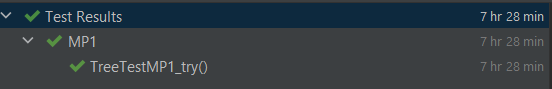 Test Results 7 hr 28 min
MP1 7 hr 28 min
TreeTestMP1_try() 7 hr 28 min